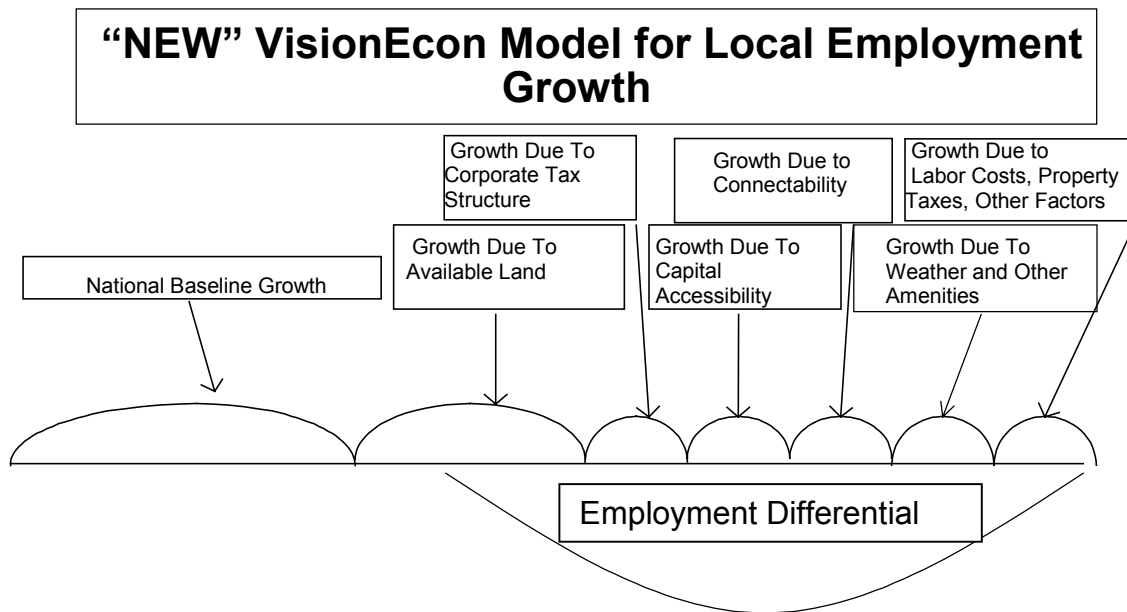 “NEW” VisionEcon Model for Local Employment
Growth
Growth Due To
Corporate Tax
Structure
Growth Due to
Connectability
Growth Due to
Labor Costs, Property
Taxes, Other Factors
National Baseline Growth
Growth Due To
Available Land
Growth Due To
Capital
Accessibility
Growth Due To
Weather and Other
Amenities
Employment Differential